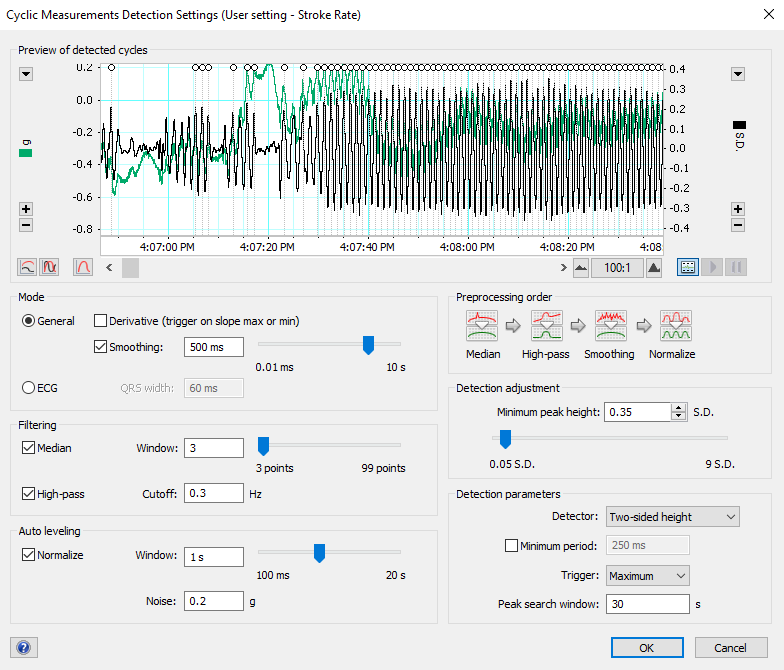 Cyclic Measurements Detection Settings (User setting - Stroke Rate)
Preview of detected cycles
0.2
0.0
-0.2
-0.4
-0.6
-0.8
g
0.4
0.3
0.2
0.1
0.0
-0.1
-0.2
-0.3
-0.4
S.D.
4:07:00 PM 4:07:20 PM 4:07:40 PM 4:08:00 PM 4:08:20 PM 4:08
100:1
Mode
General
Derivative (trigger on slope max or min)
Smoothing: 500 ms
0.01 ms 10 s
ECG QRS width: 60 ms
Filtering
Median Window: 3
3 points 99 points
High-pass Cutoff: 0.3 Hz
Auto leveling
Normalize Window: 1 s
100 ms 20 s
Noise: 0.2 g
Preprocessing order
Median High-pass Smoothing Normalize
Detection adjustment
Minimum peak height: 0.35 S.D.
0.05 S.D. 9 S.D.
Detection parameters
Detector: Two-sided height
Minimum period: 250 ms
Trigger: Maximum
Peak search window: 30 s
?
OK Cancel